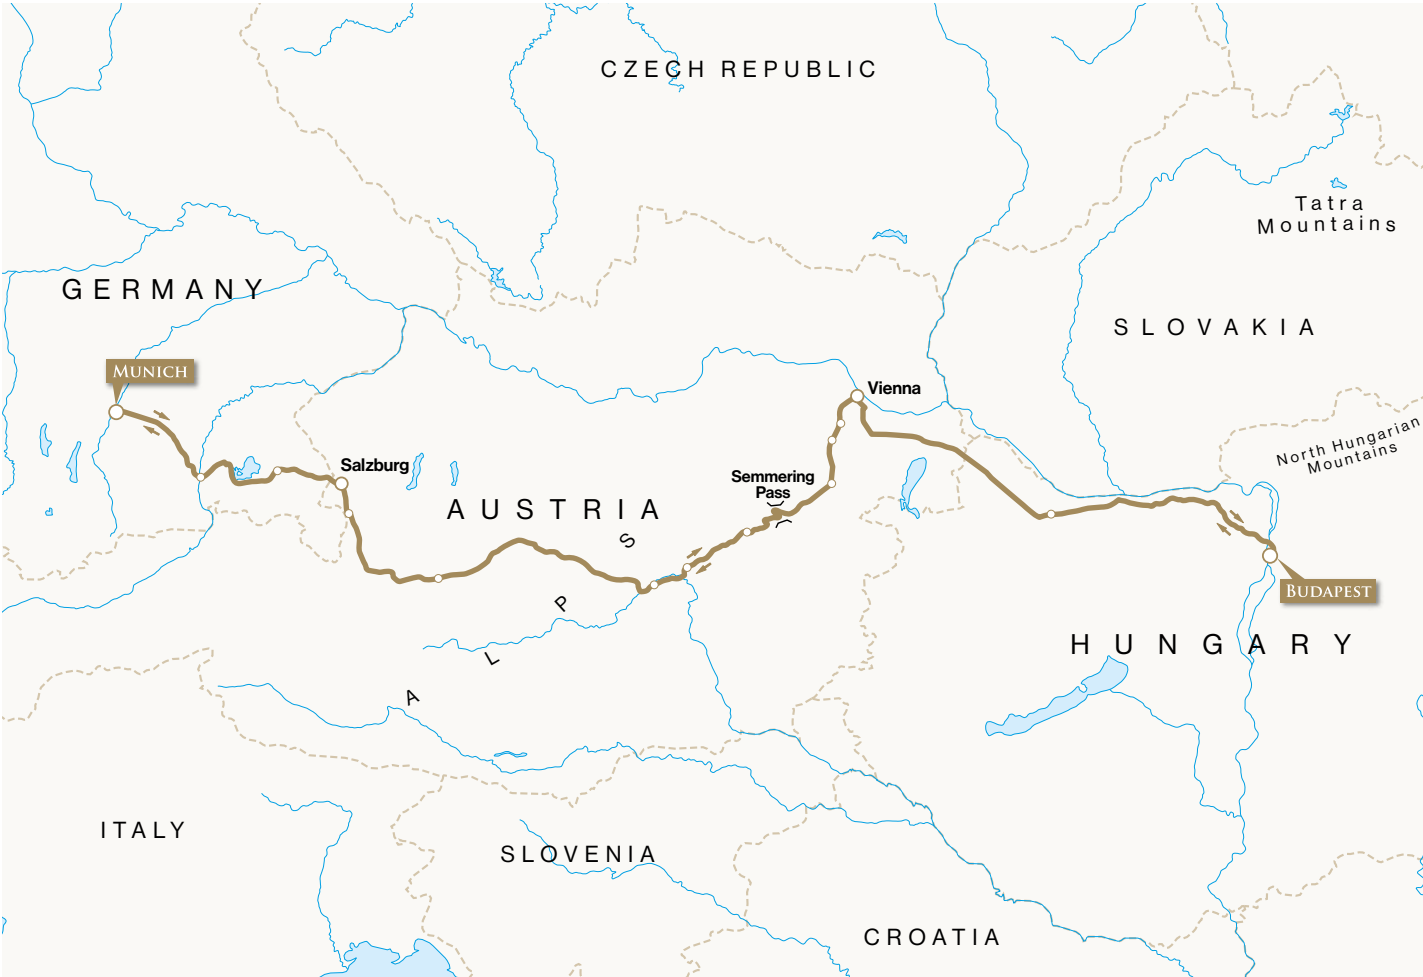 CZECH REPUBLIC
Tatra
Mountains
GERMANY
SLOVAKIA
MUNICH
Vienna
North Hungarian
Mountains
Salzburg
Semmering
Pass
AUSTRIA
ALPS
BUDAPEST
HUNGARY
ITALY
SLOVENIA
CROATIA